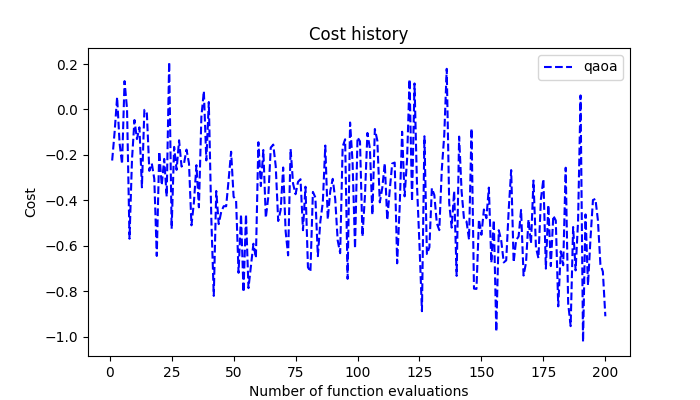 Cost history
qaoa
0.2
0.0
−0.2
−0.4
−0.6
−0.8
−1.0
Cost
0 25 50 75 100 125 150 175 200
Number of function evaluations